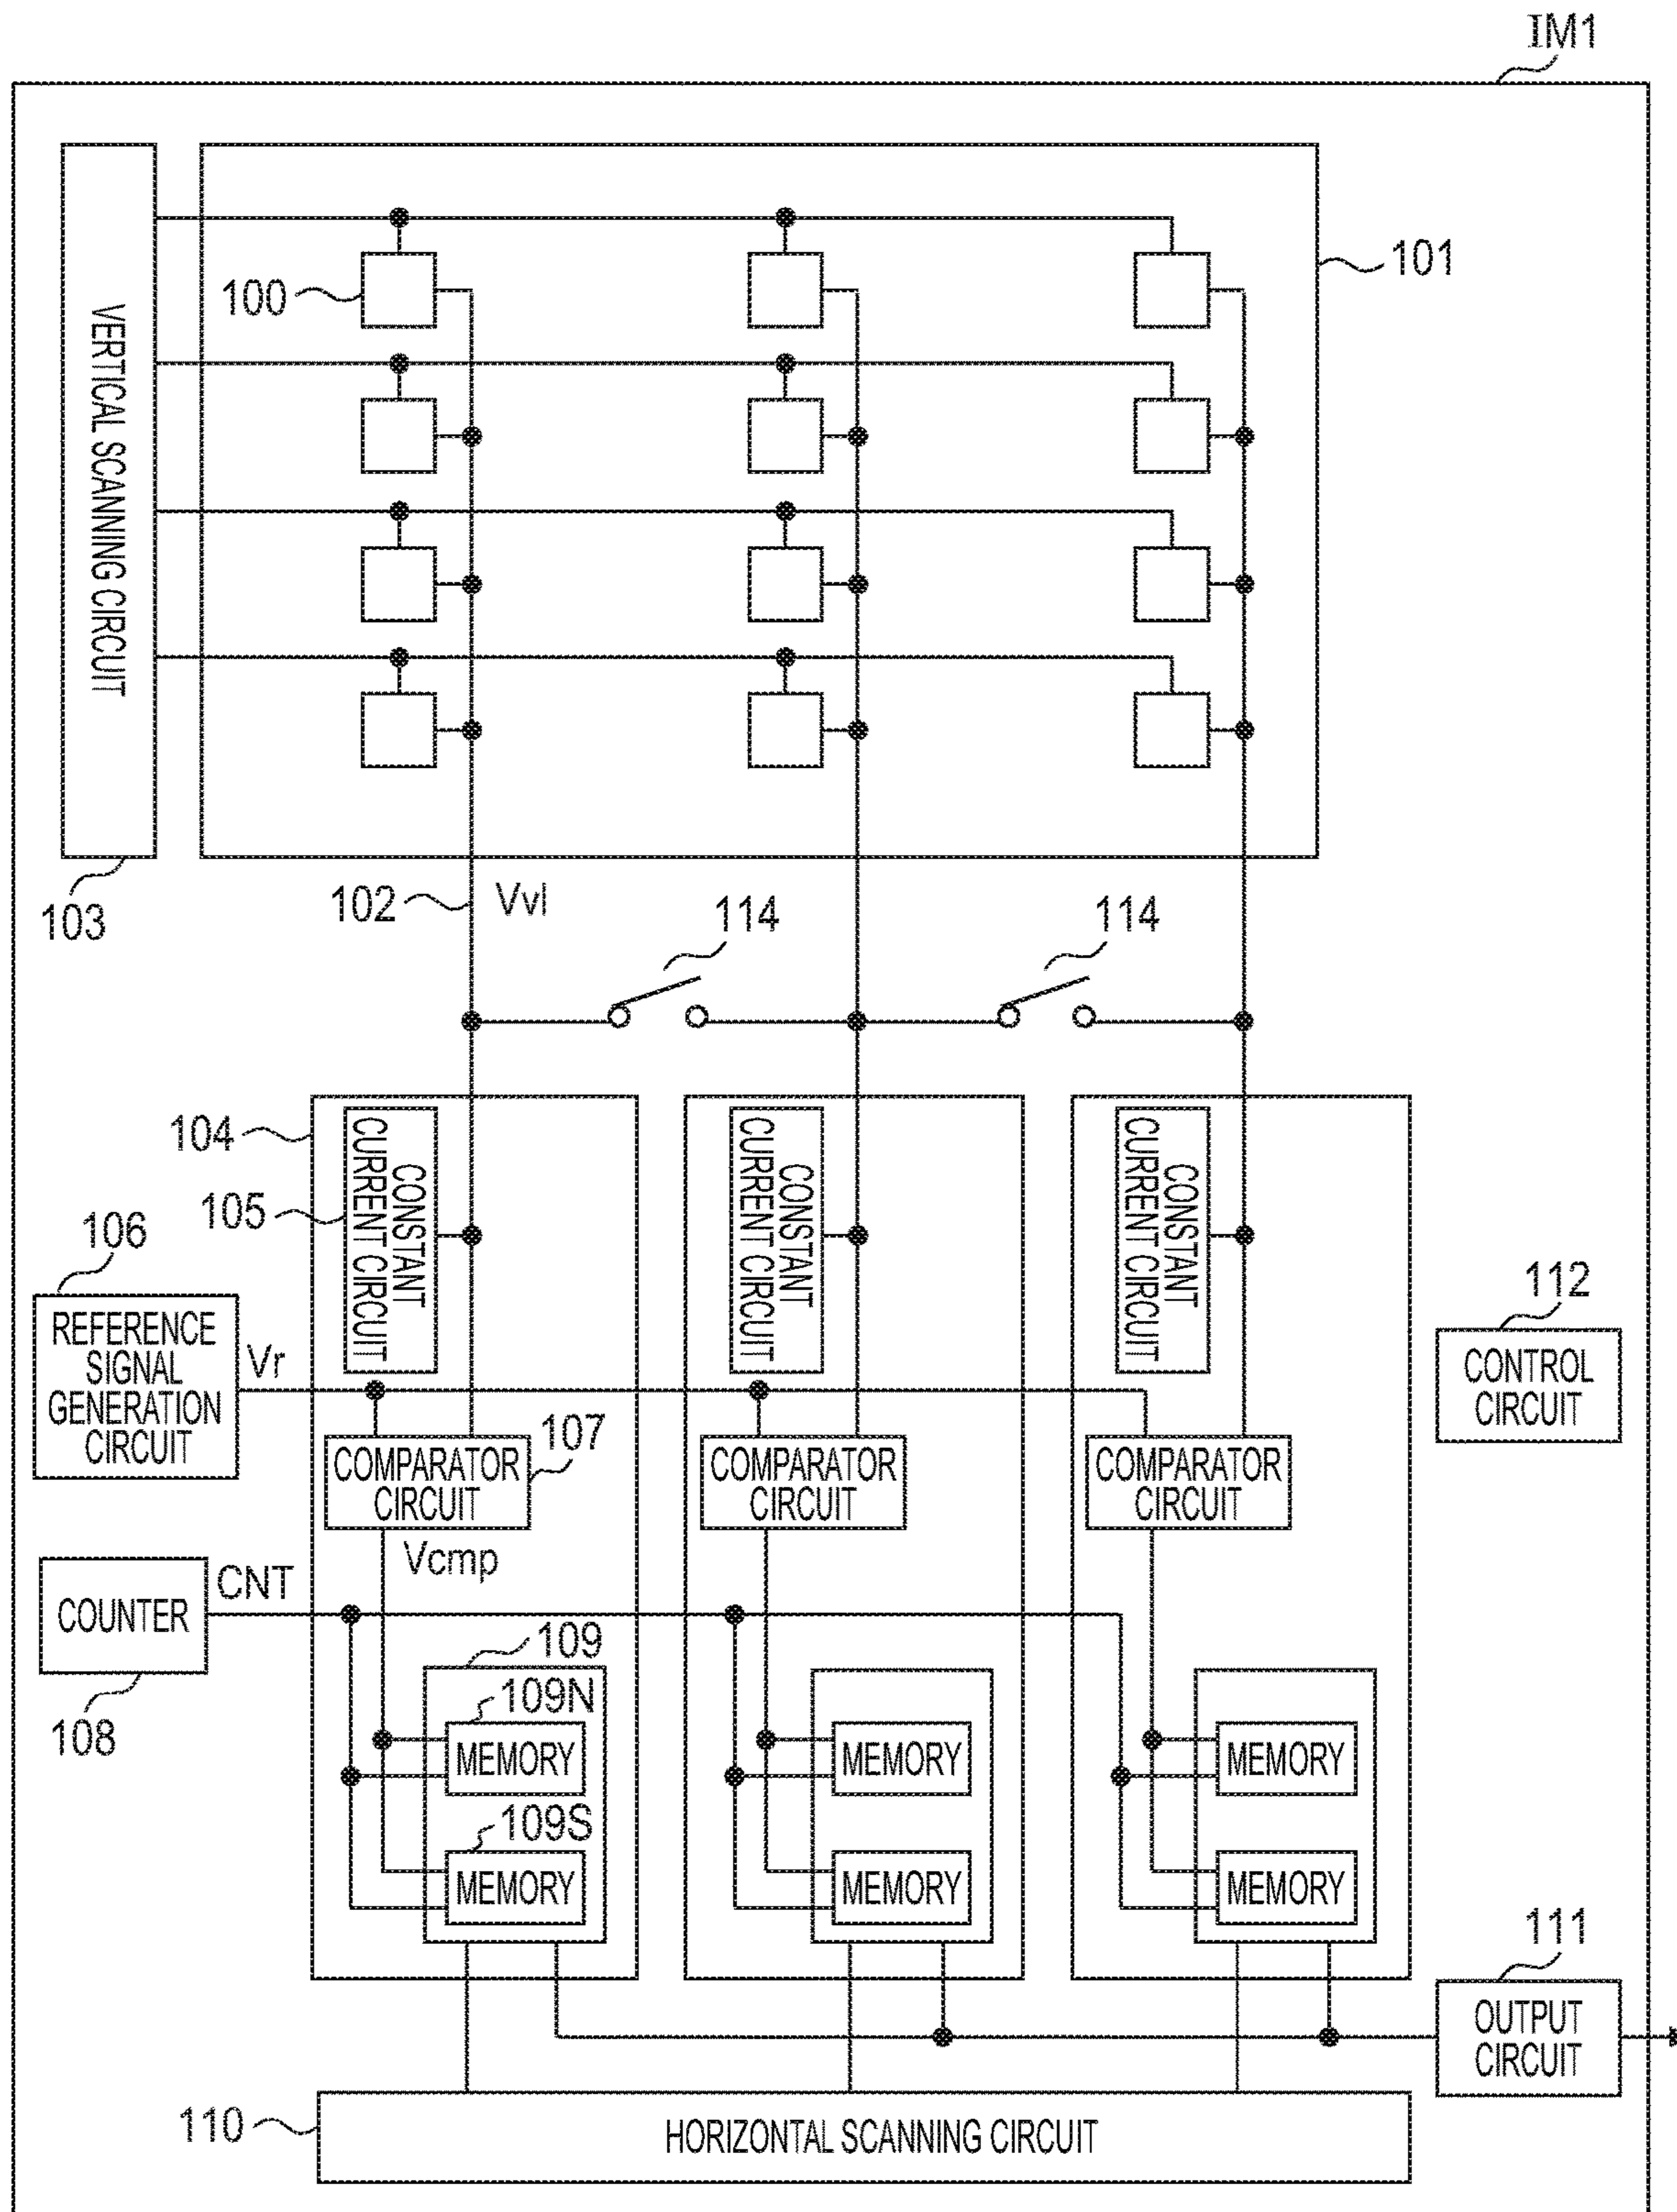 IM1
101
100
VERTICAL SCANNING CIRCUIT
103
102
Vvl
114
114
104
CONSTANT
CURRENT CIRCUIT
CONSTANT
CURRENT CIRCUIT
CONSTANT
CURRENT CIRCUIT
105
106
REFERENCE
SIGNAL
GENERATION
CIRCUIT
Vr
112
CONTROL
CIRCUIT
107
COMPARATOR
CIRCUIT
COMPARATOR
CIRCUIT
COMPARATOR
CIRCUIT
Vcmp
COUNTER
CNT
108
109
109N
MEMORY
MEMORY
MEMORY
109S
MEMORY
MEMORY
MEMORY
111
OUTPUT
CIRCUIT
110
HORIZONTAL SCANNING CIRCUIT